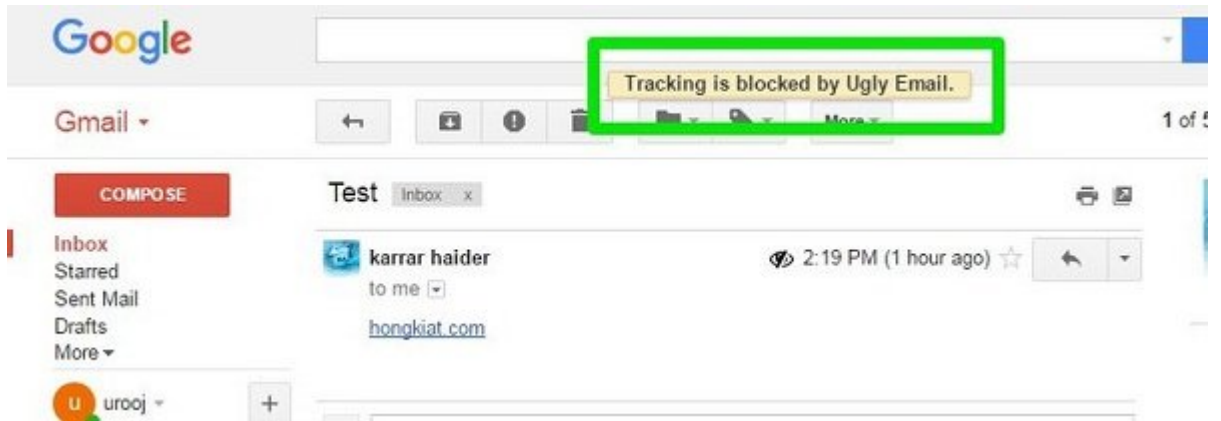 Google
Tracking is blocked by Ugly Email.
Gmail
More
1 of 5
COMPOSE
Test Inbox x
Inbox
Starred
Sent Mail
Drafts
More
karrar haider 2:19 PM (1 hour ago)
to me
hongkiat.com
u urooj